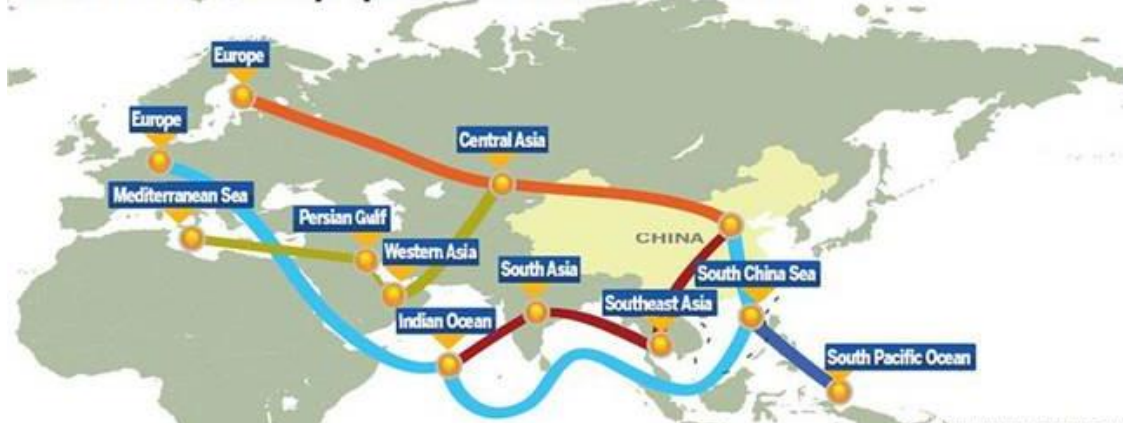 Europe
Europe
Central Asia
Mediterranean Sea
Persian Gulf
CHINA
Western Asia
South Asia
South China Sea
Southeast Asia
Indian Ocean
South Pacific Ocean